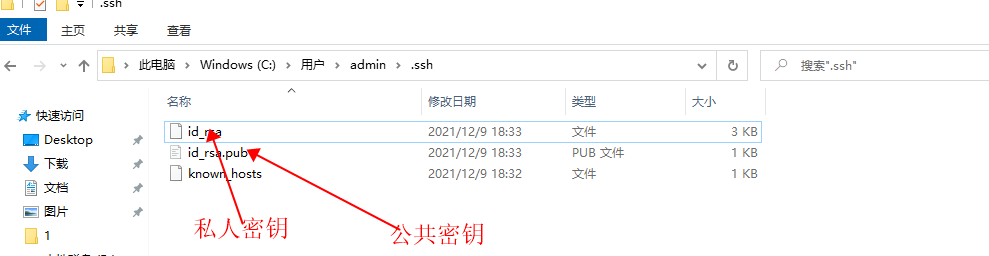 .ssh
文件 主页 共享 查看
此电脑 Windows (C:) 用户 admin .ssh 搜索".ssh"
名称 修改日期 类型 大小
快速访问
id_rsa 2021/12/9 18:33 文件 3 KB
Desktop
id_rsa.pub 2021/12/9 18:33 PUB 文件 1 KB
下载
known_hosts 2021/12/9 18:32 文件 1 KB
文档
图片
私人密钥 公共密钥
1